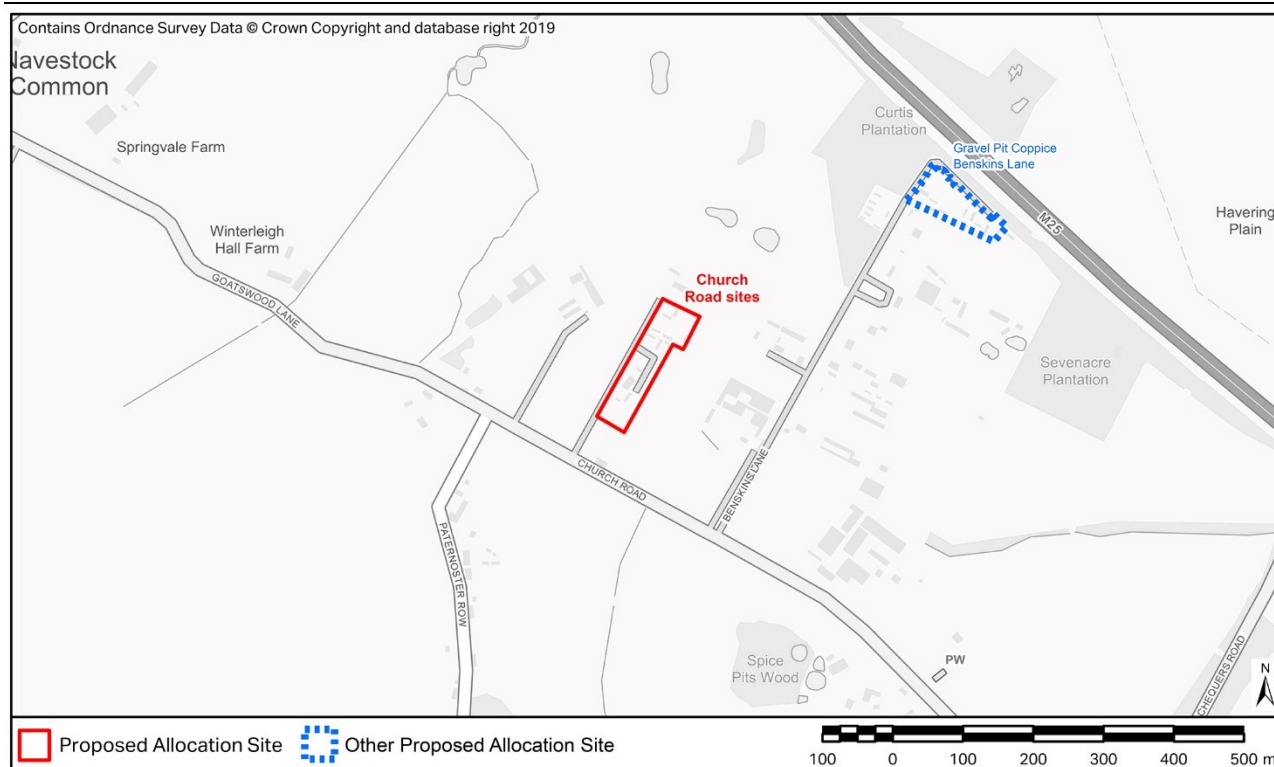 Contains Ordnance Survey Data © Crown Copyright and database right 2019
Navestock
Common
Springvale Farm
Curtis
Plantation
Gravel Pit Coppice
Benskins Lane
M25
Havering
Plain
Winterleigh
Hall Farm
GOATSWOOD LANE
Church
Road sites
Sevenacre
Plantation
CHURCH ROAD
BENSKINS LANE
PATERNOSTER ROW
Spice
Pits Wood
PW
CHEQUERS ROAD
N
Proposed Allocation Site
Other Proposed Allocation Site
100 0 100 200 300 400 500 m